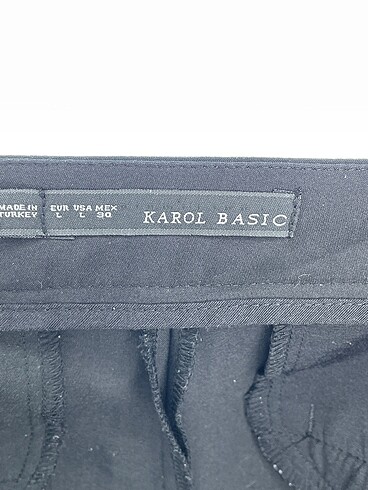 MADE IN
TURKEY
EUR USA MEX
L L 30
KAROL BASIC